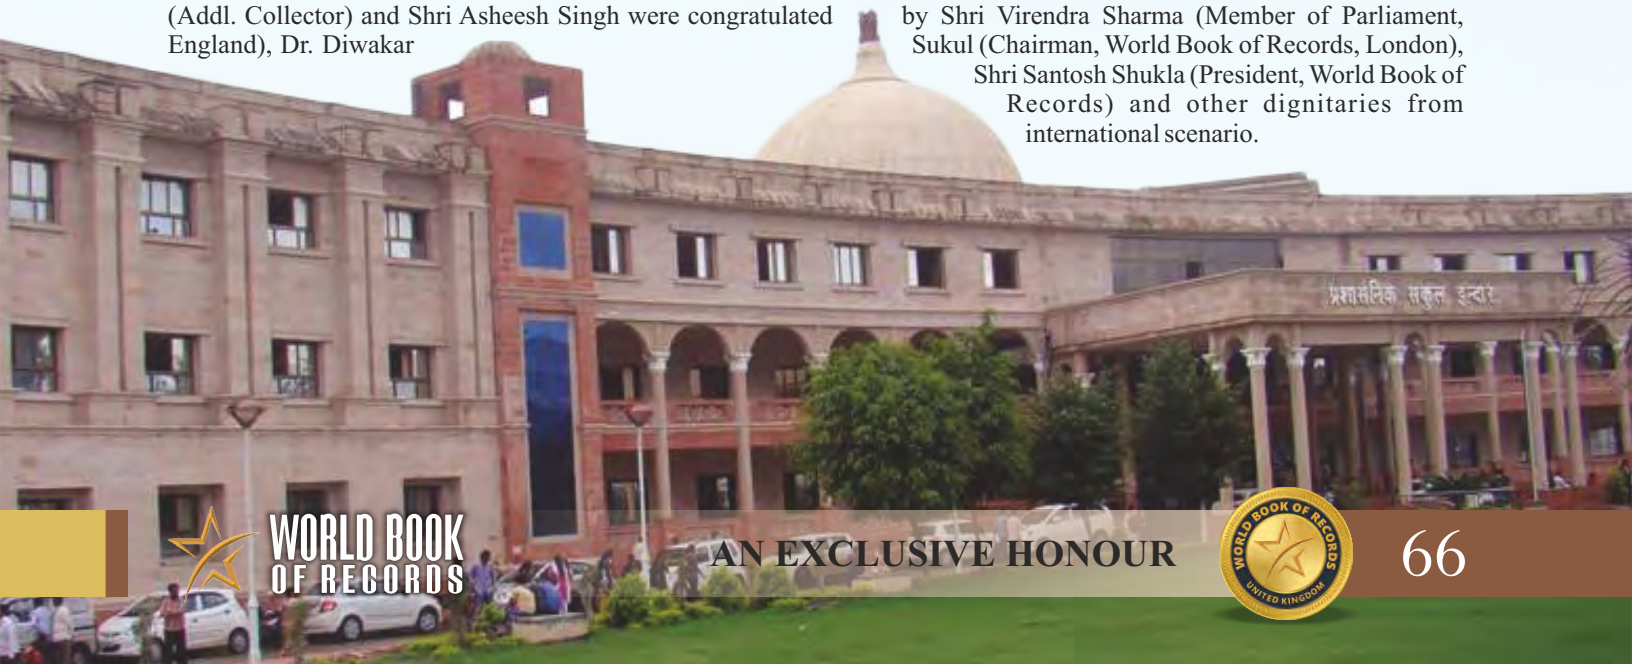 (Addl. Collector) and Shri Asheesh Singh were congratulated
England), Dr. Diwakar
by Shri Virendra Sharma (Member of Parliament,
Sukul (Chairman, World Book of Records, London),
Shri Santosh Shukla (President, World Book of
Records) and other dignitaries from
international scenario.
प्रशासनिक संकुल इन्दौर
WORLD BOOK
OF RECORDS
AN EXCLUSIVE HONOUR
WORLD BOOK OF RECORDS
UNITED KINGDOM
66